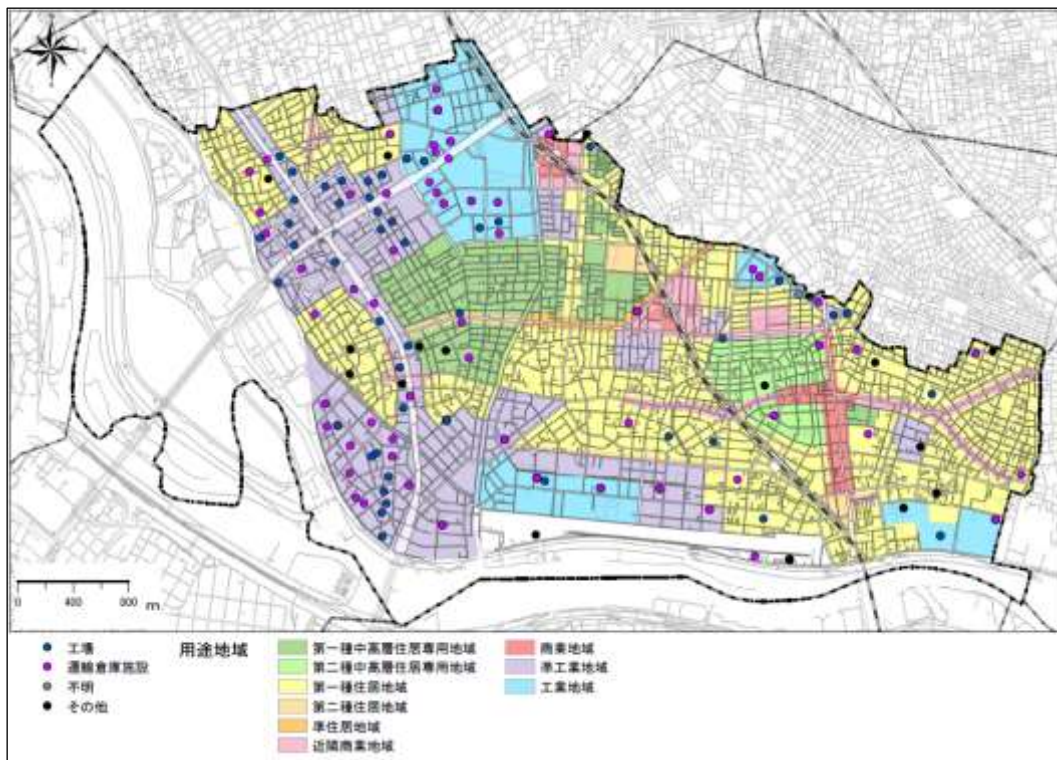 0 400 800 m
工場
運輸倉庫施設
不明
その他
用途地域
第一種中高層住居専用地域
第二種中高層住居専用地域
第一種住居地域
第二種住居地域
準住居地域
近隣商業地域
商業地域
準工業地域
工業地域